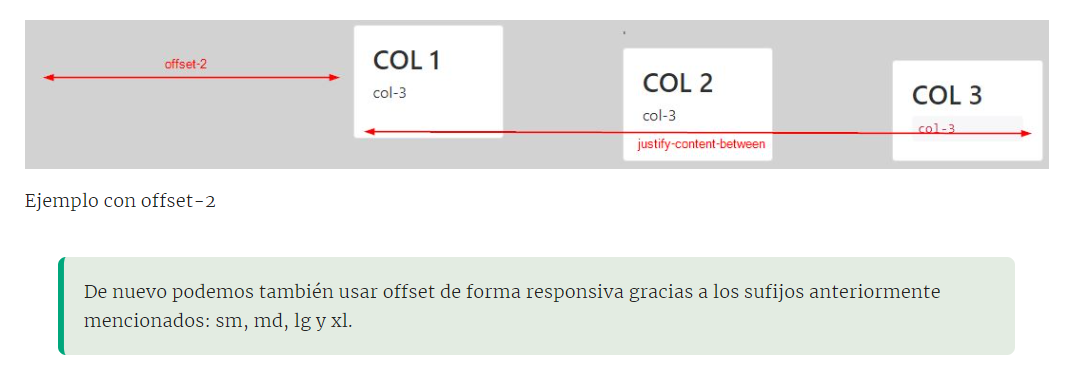 offset-2
COL 1
col-3
COL 2
col-3
COL 3
col-3
justify-content-between
Ejemplo con offset-2
De nuevo podemos también usar offset de forma responsiva gracias a los sufijos anteriormente
mencionados: sm, md, lg y xl.